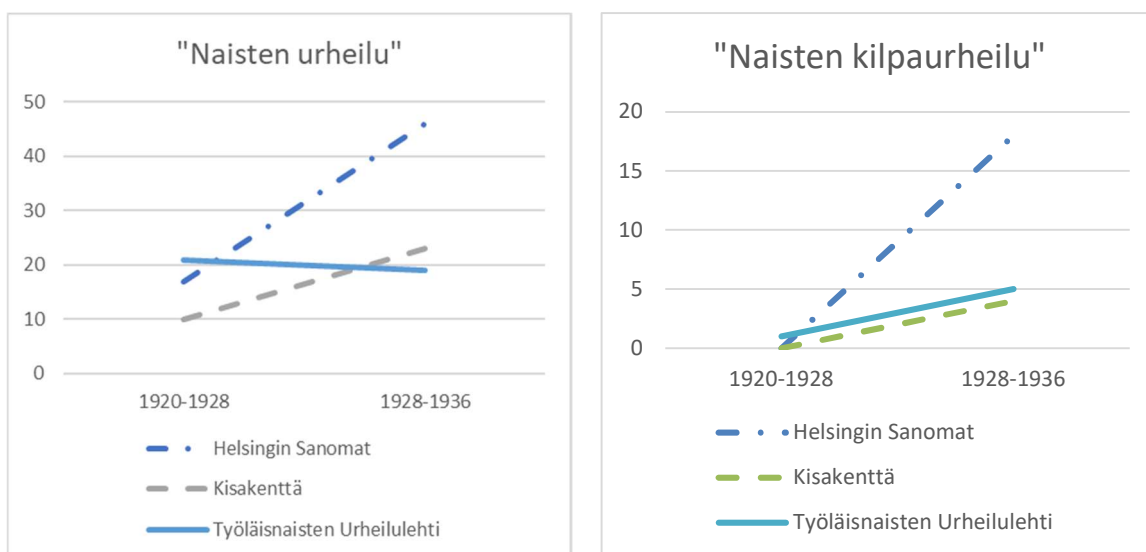 "Naisten urheilu"
50
40
30
20
10
0
1920-1928 1928-1936
Helsingin Sanomat
Kisakenttä
Työläisnaisten Urheilulehti
"Naisten kilpaurheilu"
20
15
10
5
0
1920-1928 1928-1936
Helsingin Sanomat
Kisakenttä
Työläisnaisten Urheilulehti